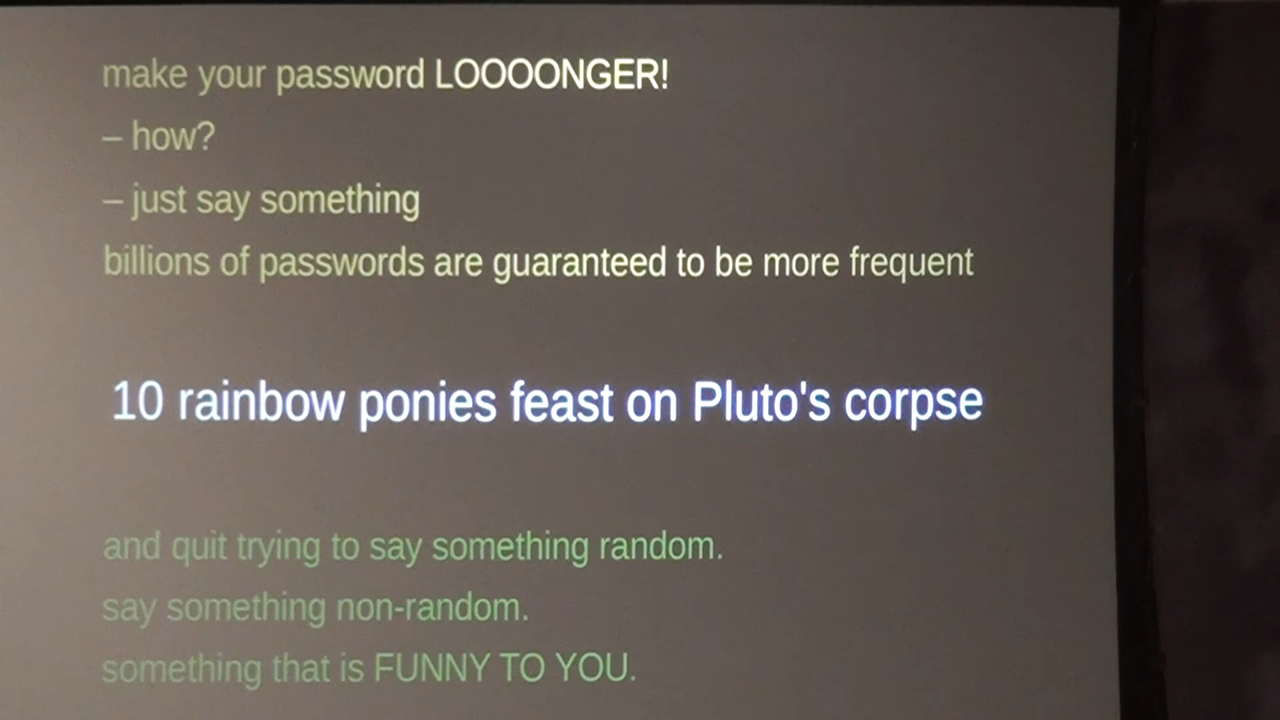 make your password LOOOONGER!
– how?
– just say something
billions of passwords are guaranteed to be more frequent
10 rainbow ponies feast on Pluto's corpse
and quit trying to say something random.
say something non-random.
something that is FUNNY TO YOU.